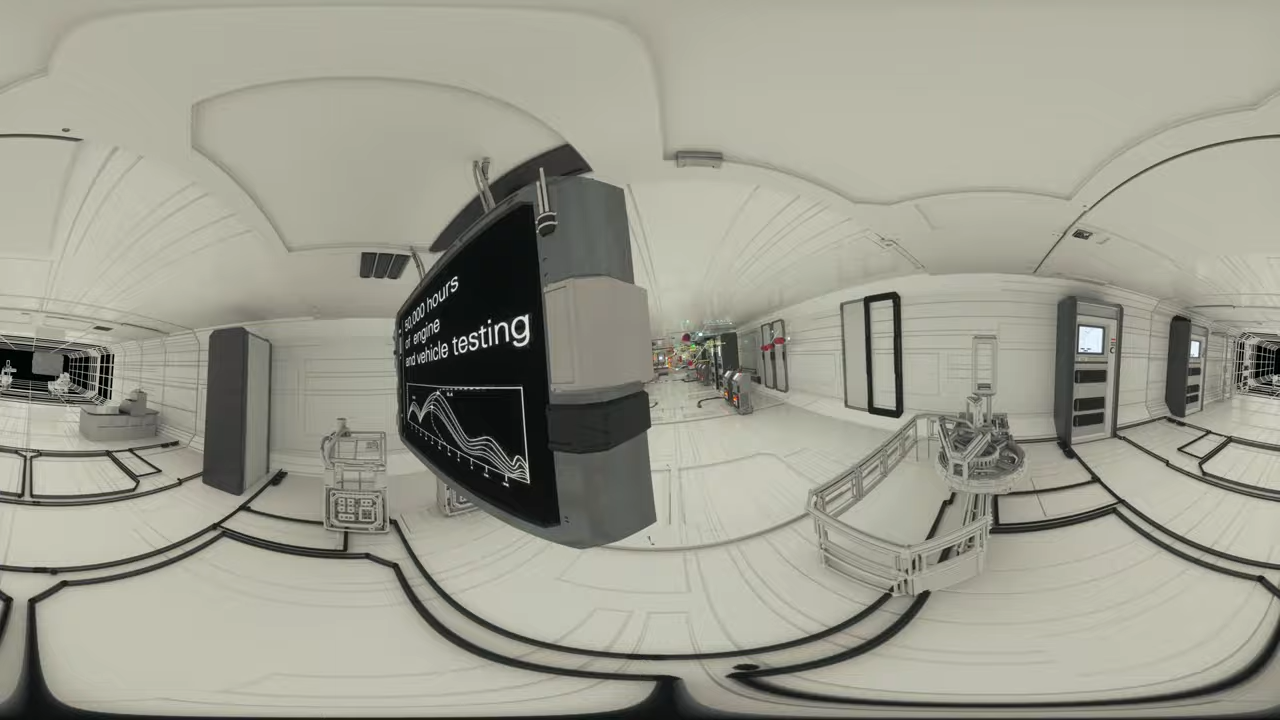 50,000 hours
of engine
and vehicle testing